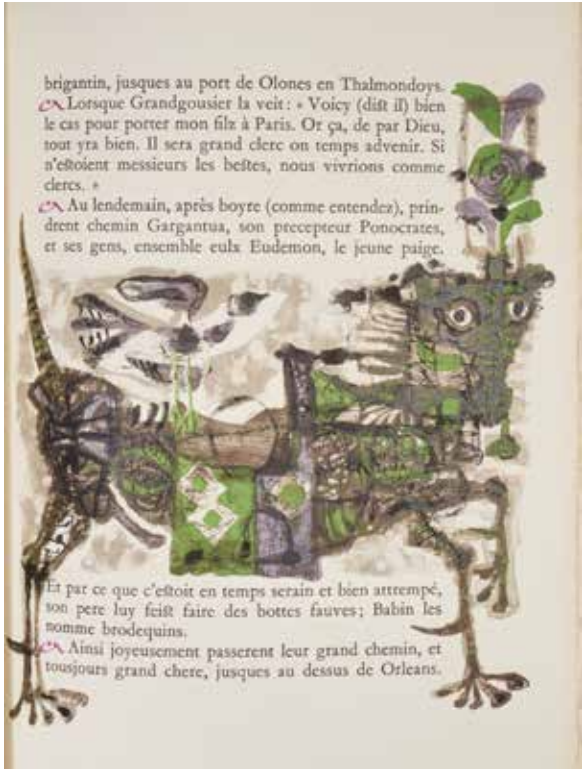 brigantin, jusques au port de Olones en Thalmondoys.
Lorsque Grandgousier la veit : « Voicy (diſt il) bien
le cas pour porter mon filz à Paris. Or ça, de par Dieu,
tout yra bien. Il sera grand clerc on temps advenir. Si
n'eſtoient messieurs les beſtes, nous vivrions comme
clercs. »
Au lendemain, après boyre (comme entendez), prin-
drent chemin Gargantua, son precepteur Ponocrates,
et ses gens, ensemble eulx Eudemon, le jeune paige.
Et par ce que c'eſtoit en temps serain et bien attrempé,
son pere luy feiſt faire des bottes fauves ; Babin les
nomme brodequins.
Ainsi joyeusement passerent leur grand chemin, et
tousjours grand chere, jusques au dessus de Orleans.